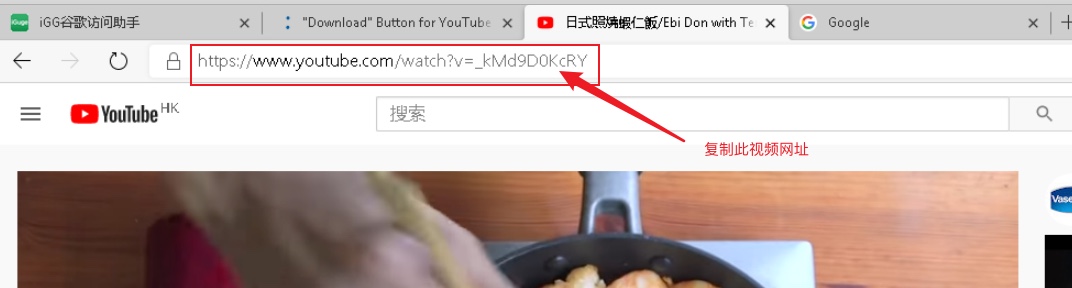 iGuge iGG谷歌访问助手
"Download" Button for YouTube
日式照燒蝦仁飯/Ebi Don with Te
Google
https://www.youtube.com/watch?v=_kMd9D0KcRY
YouTube HK
搜索
复制此视频网址
Vase